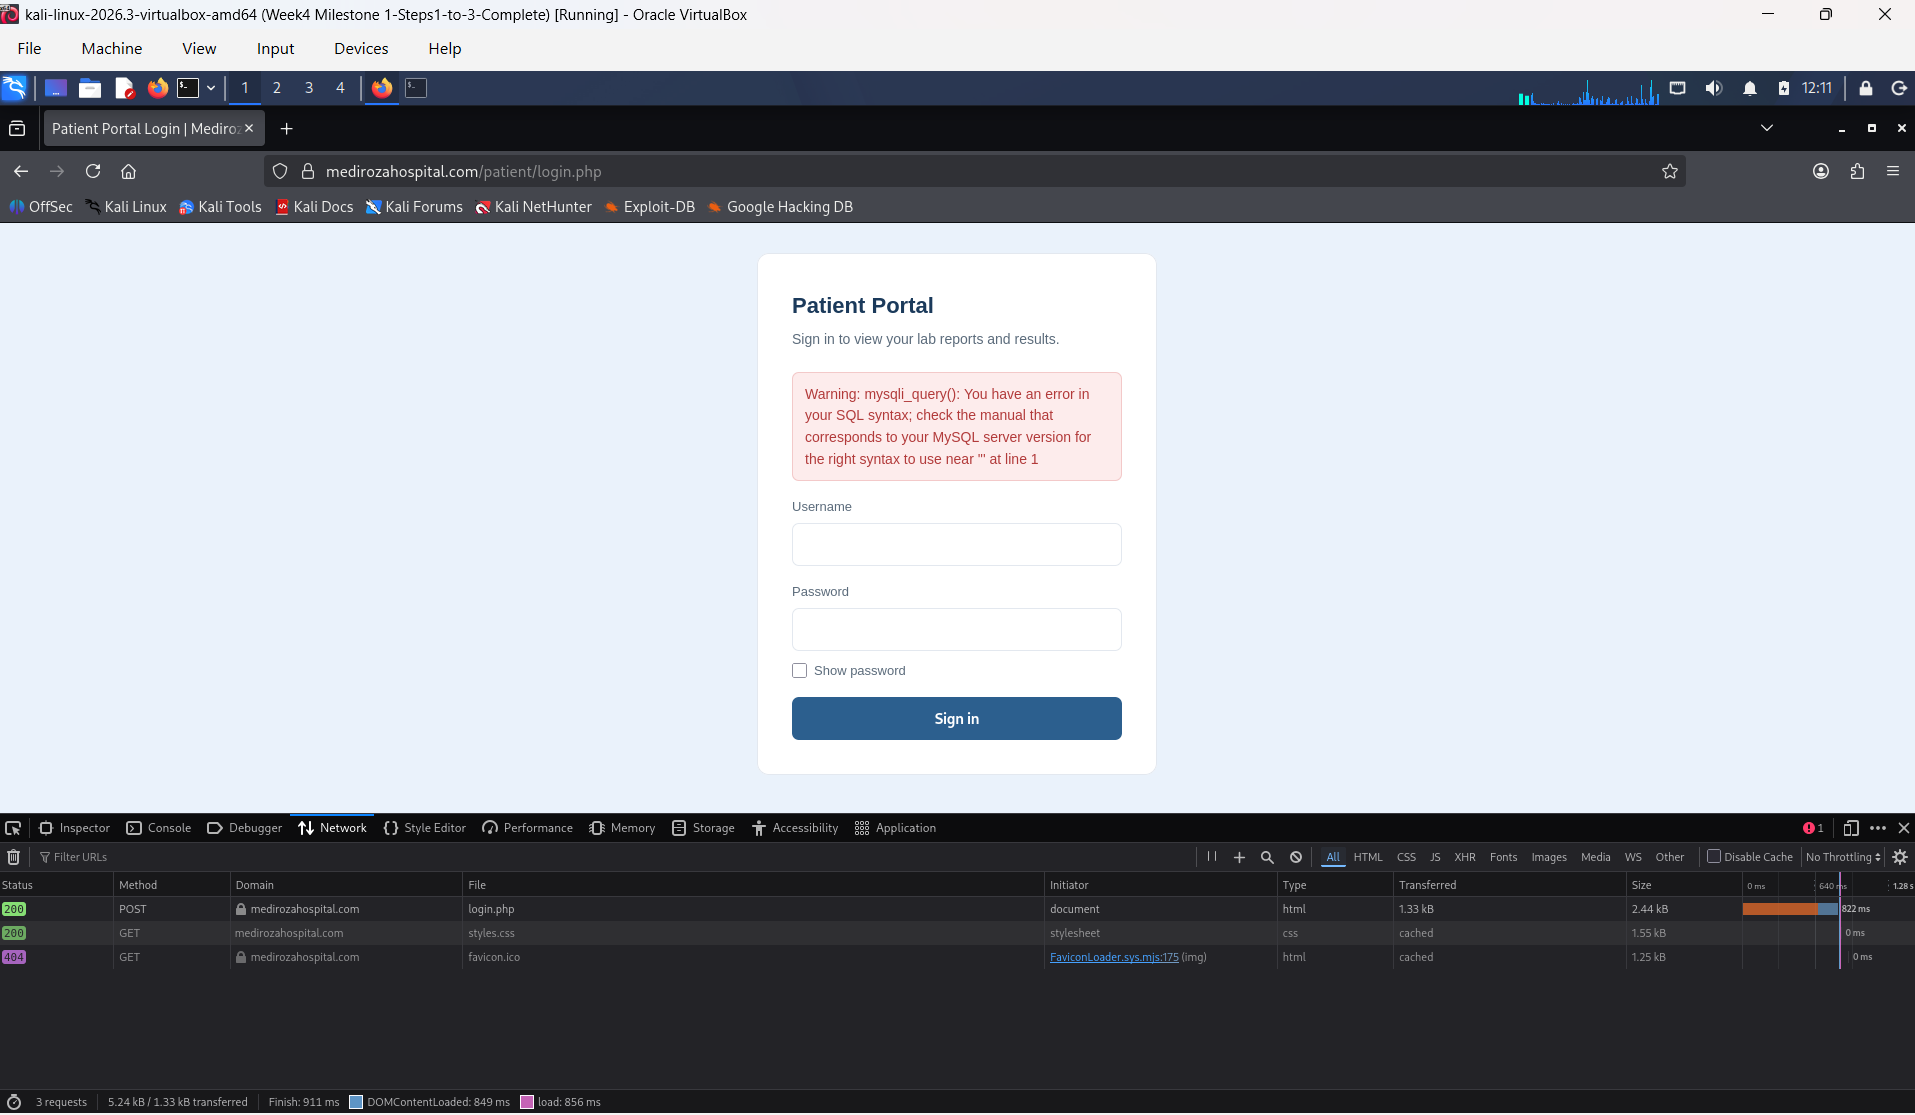 kali-linux-2026.3-virtualbox-amd64 (Week4 Milestone 1-Steps1-to-3-Complete) [Running] - Oracle VirtualBox
File Machine View Input Devices Help
1 2 3 4 12:11
Patient Portal Login | Mediroz
medirozahospital.com/patient/login.php
OffSec Kali Linux Kali Tools Kali Docs Kali Forums Kali NetHunter Exploit-DB Google Hacking DB
Patient Portal
Sign in to view your lab reports and results.
Warning: mysqli_query(): You have an error in
your SQL syntax; check the manual that
corresponds to your MySQL server version for
the right syntax to use near ''' at line 1
Username
Password
Show password
Sign in
Inspector Console Debugger Network Style Editor Performance Memory Storage Accessibility Application 1
Filter URLs All HTML CSS JS XHR Fonts Images Media WS Other Disable Cache No Throttling
Status Method Domain File Initiator Type Transferred Size 0 ms 640 ms 1.28 s
200 POST medirozahospital.com login.php document html 1.33 kB 2.44 kB 822 ms
200 GET medirozahospital.com styles.css stylesheet css cached 1.55 kB 0 ms
404 GET medirozahospital.com favicon.ico FaviconLoader.sys.mjs:175 (img) html cached 1.25 kB 0 ms
3 requests 5.24 kB / 1.33 kB transferred Finish: 911 ms DOMContentLoaded: 849 ms load: 856 ms